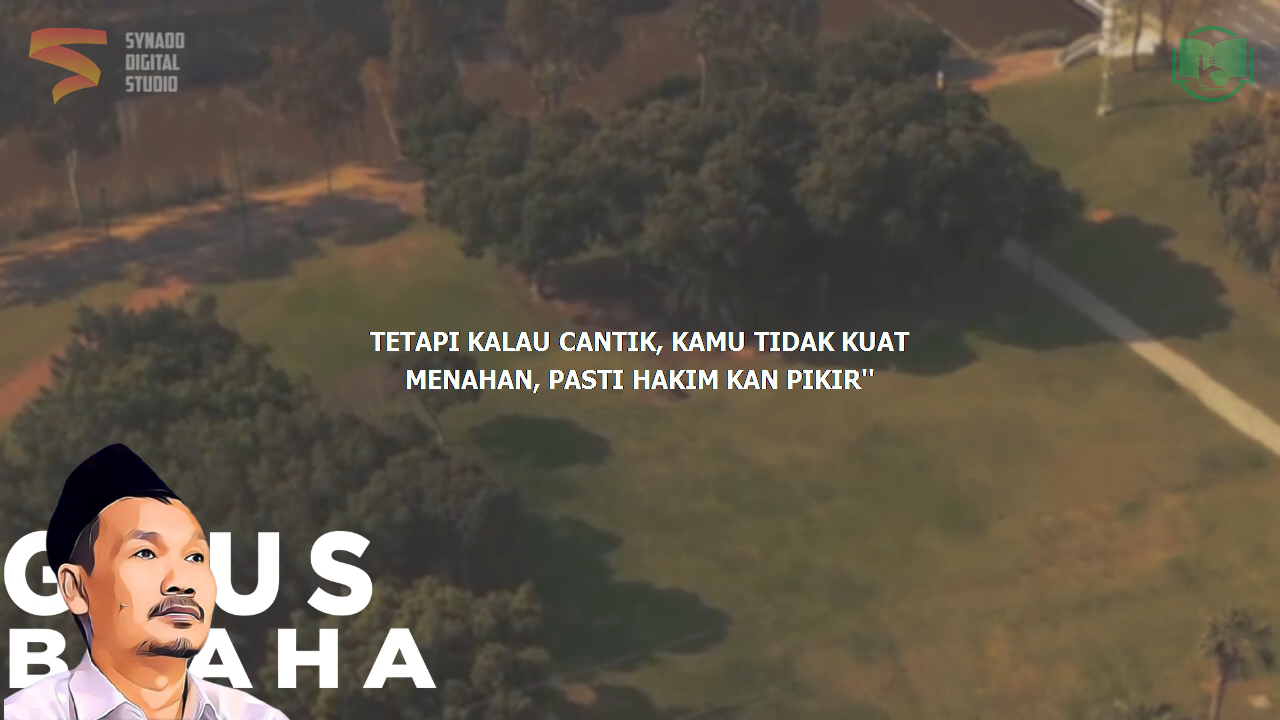 SYNADO
DIGITAL
STUDIO
TETAPI KALAU CANTIK, KAMU TIDAK KUAT
MENAHAN, PASTI HAKIM KAN PIKIR"